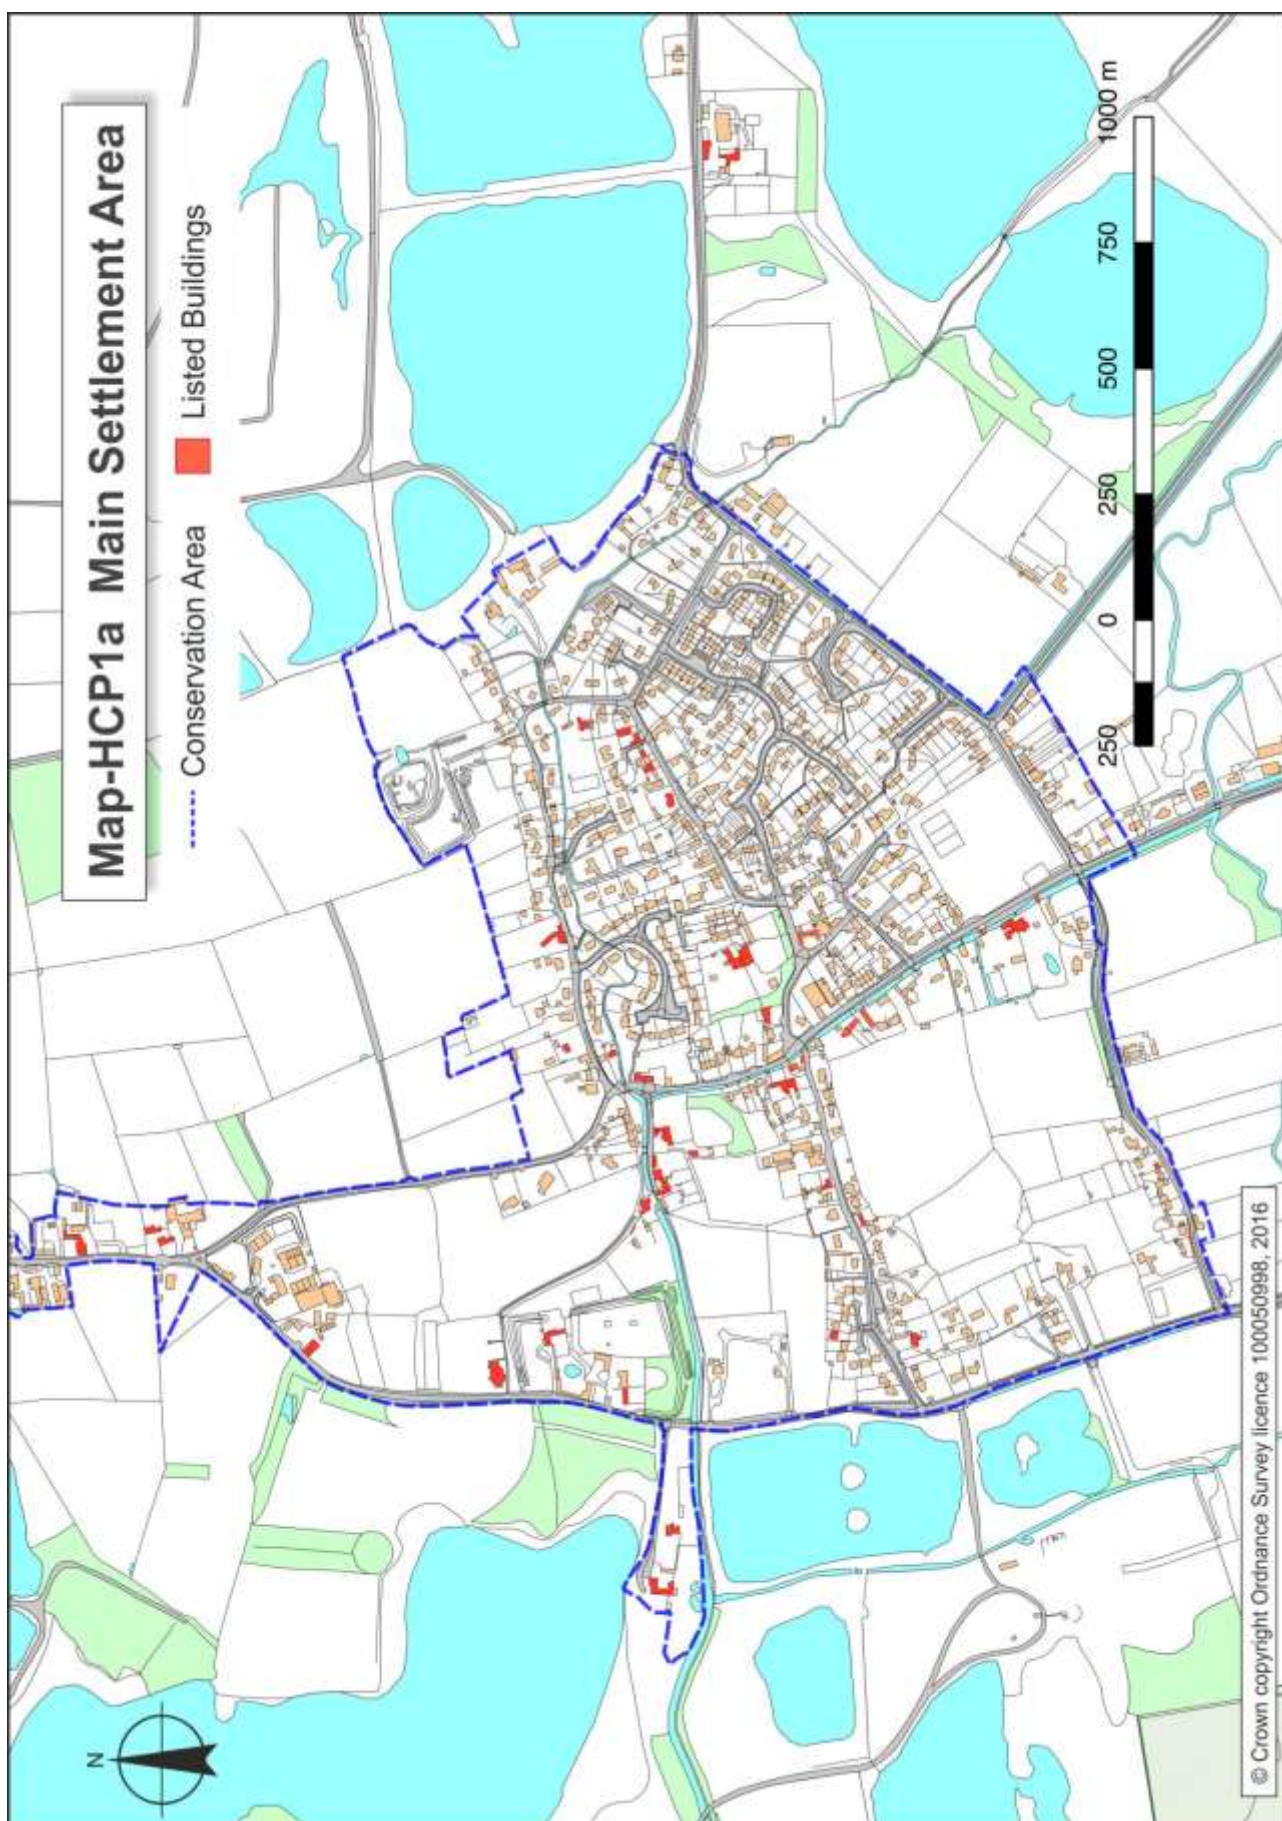 Map-HCP1a Main Settlement Area
Conservation Area
Listed Buildings
N
250 0 250 500 750 1000 m
© Crown copyright Ordnance Survey licence 100050998, 2016